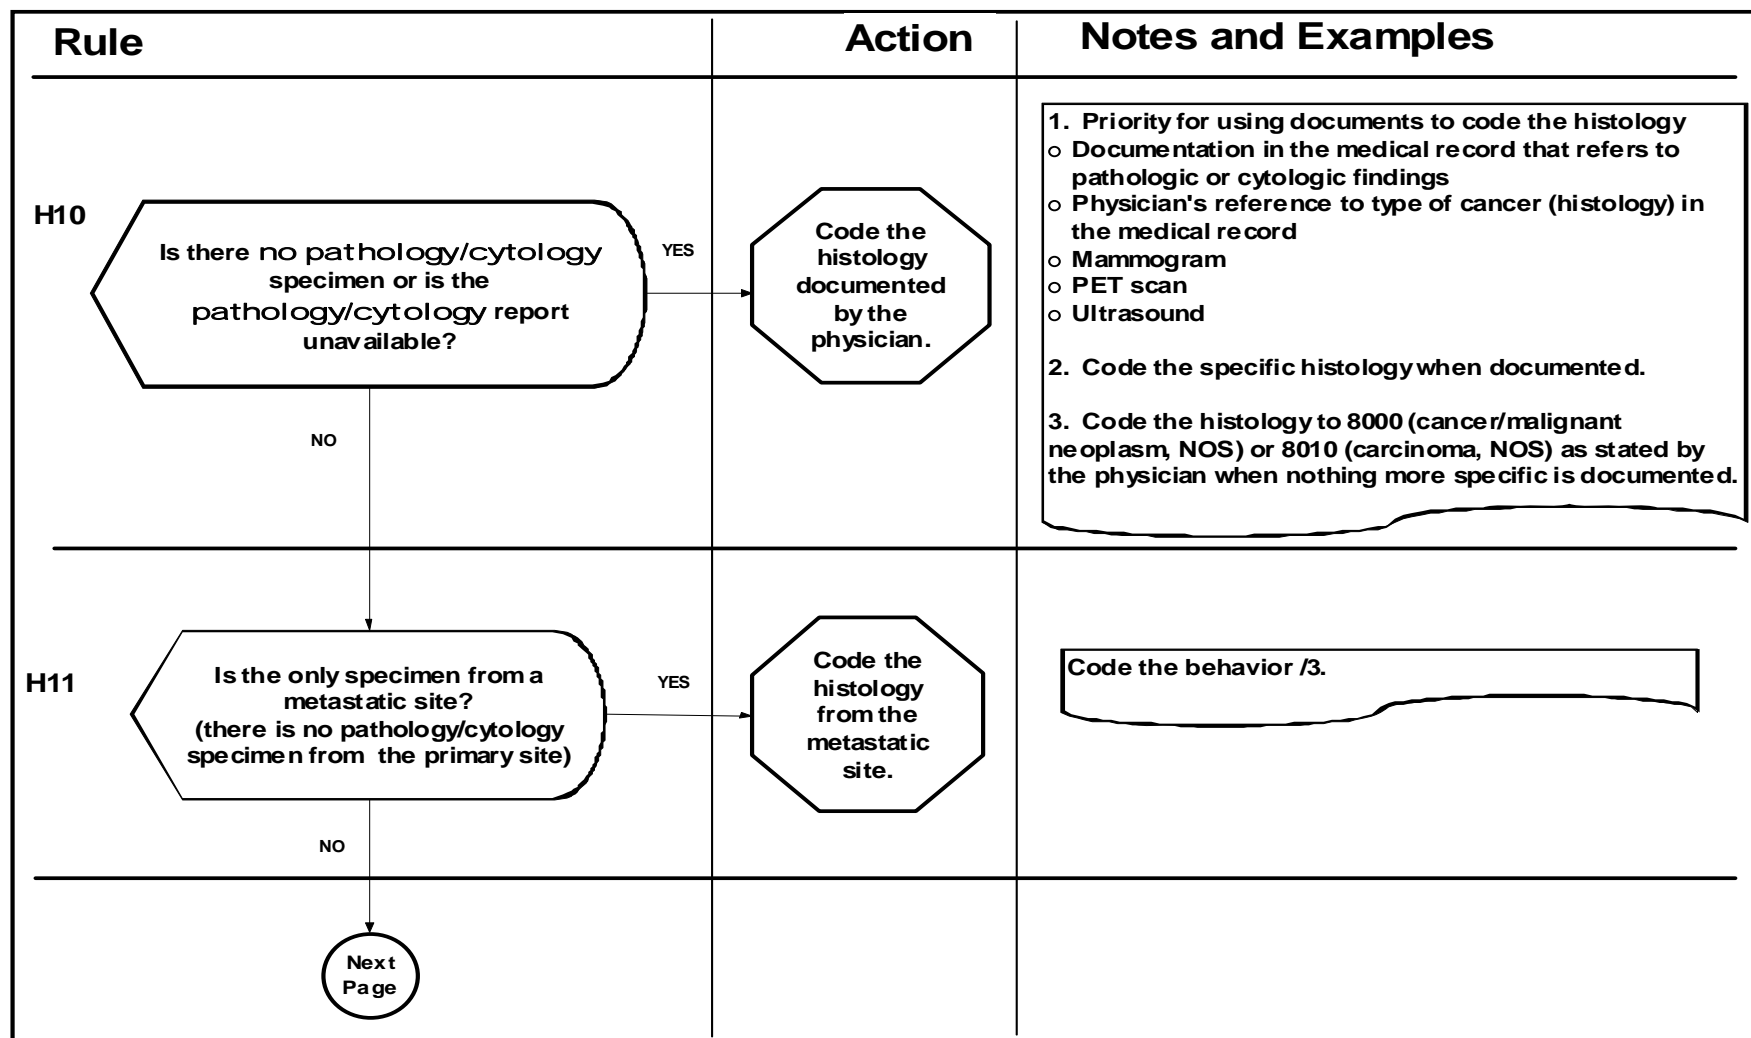 Rule
Action
Notes and Examples
H10
Is there no pathology/cytology
specimen or is the
pathology/cytology report
unavailable?
YES
NO
Code the
histology
documented
by the
physician.
1. Priority for using documents to code the histology
o Documentation in the medical record that refers to
pathologic or cytologic findings
o Physician's reference to type of cancer (histology) in
the medical record
o Mammogram
o PET scan
o Ultrasound
2. Code the specific histology when documented.
3. Code the histology to 8000 (cancer/malignant
neoplasm, NOS) or 8010 (carcinoma, NOS) as stated by
the physician when nothing more specific is documented.
H11
Is the only specimen from a
metastatic site?
(there is no pathology/cytology
specimen from the primary site)
YES
NO
Code the
histology
from the
metastatic
site.
Code the behavior /3.
Next
Page